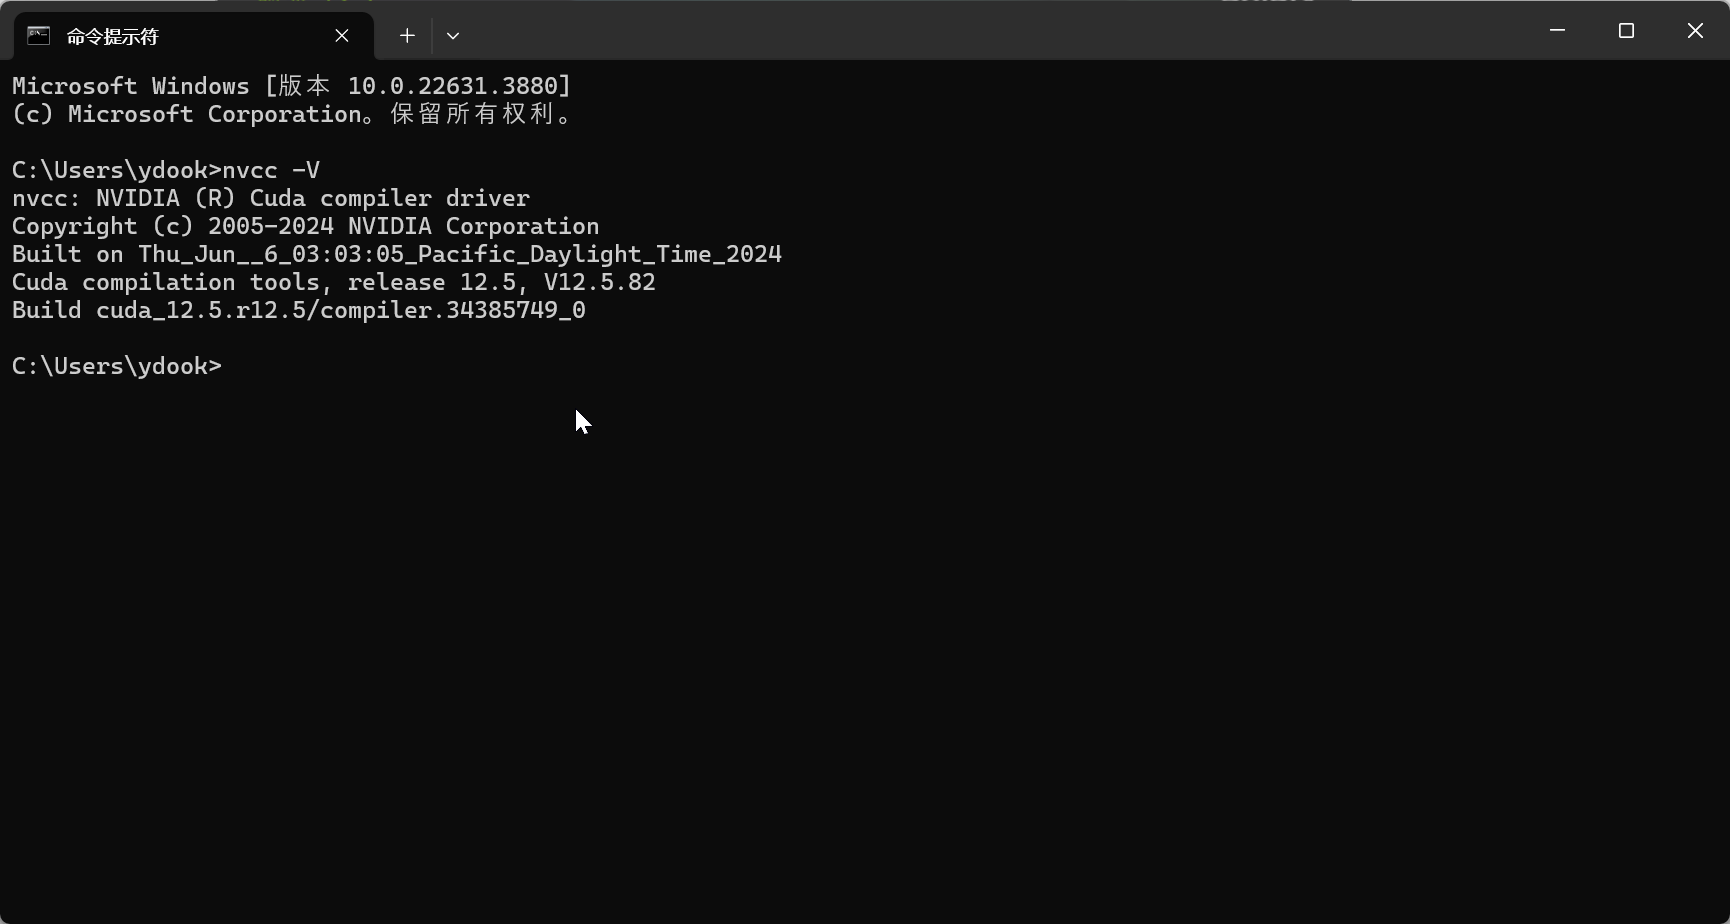 命令提示符
Microsoft Windows [版本 10.0.22631.3880]
(c) Microsoft Corporation。保留所有权利。
C:\Users\ydook>nvcc -V
nvcc: NVIDIA (R) Cuda compiler driver
Copyright (c) 2005-2024 NVIDIA Corporation
Built on Thu_Jun__6_03:03:05_Pacific_Daylight_Time_2024
Cuda compilation tools, release 12.5, V12.5.82
Build cuda_12.5.r12.5/compiler.34385749_0
C:\Users\ydook>